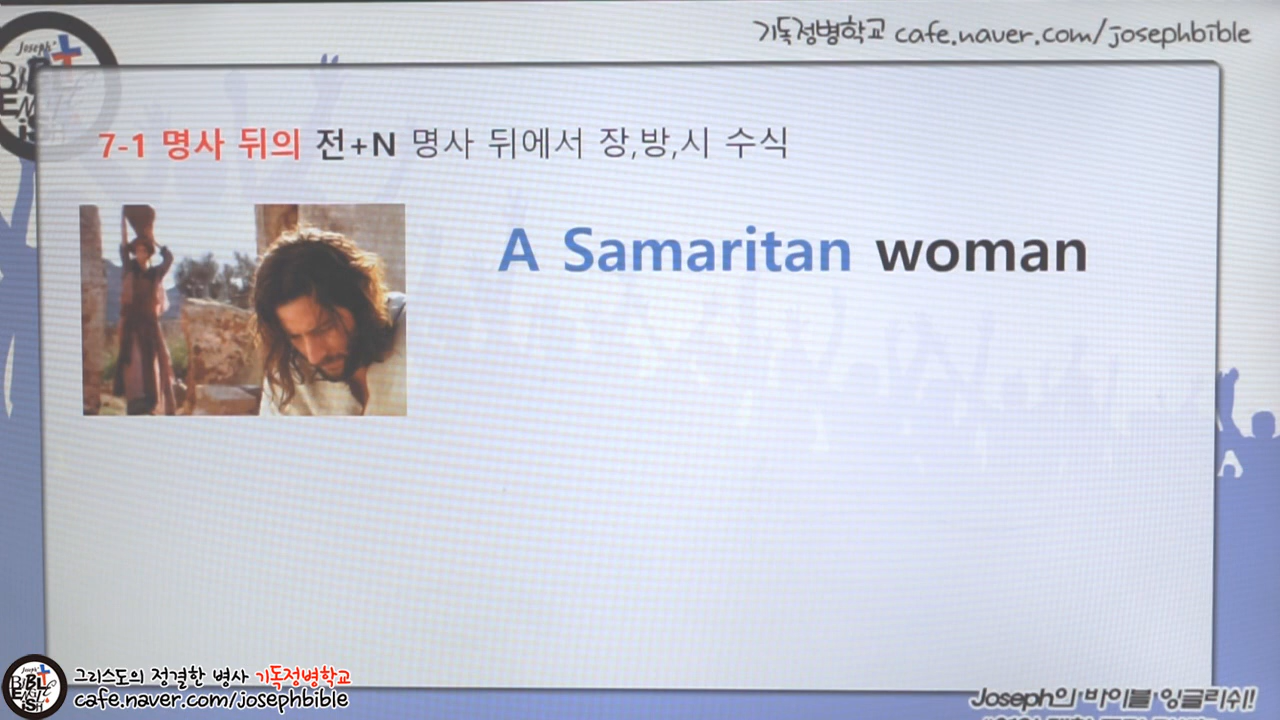 기독정병학교 cafe.naver.com/josephbible
Joseph's
7-1 명사 뒤의 전+N 명사 뒤에서 장,방,시 수식
A Samaritan woman
그리스도의 정결한 병사 기독정병학교
cafe.naver.com/josephbible
Joseph의 바이블 잉글리쉬!